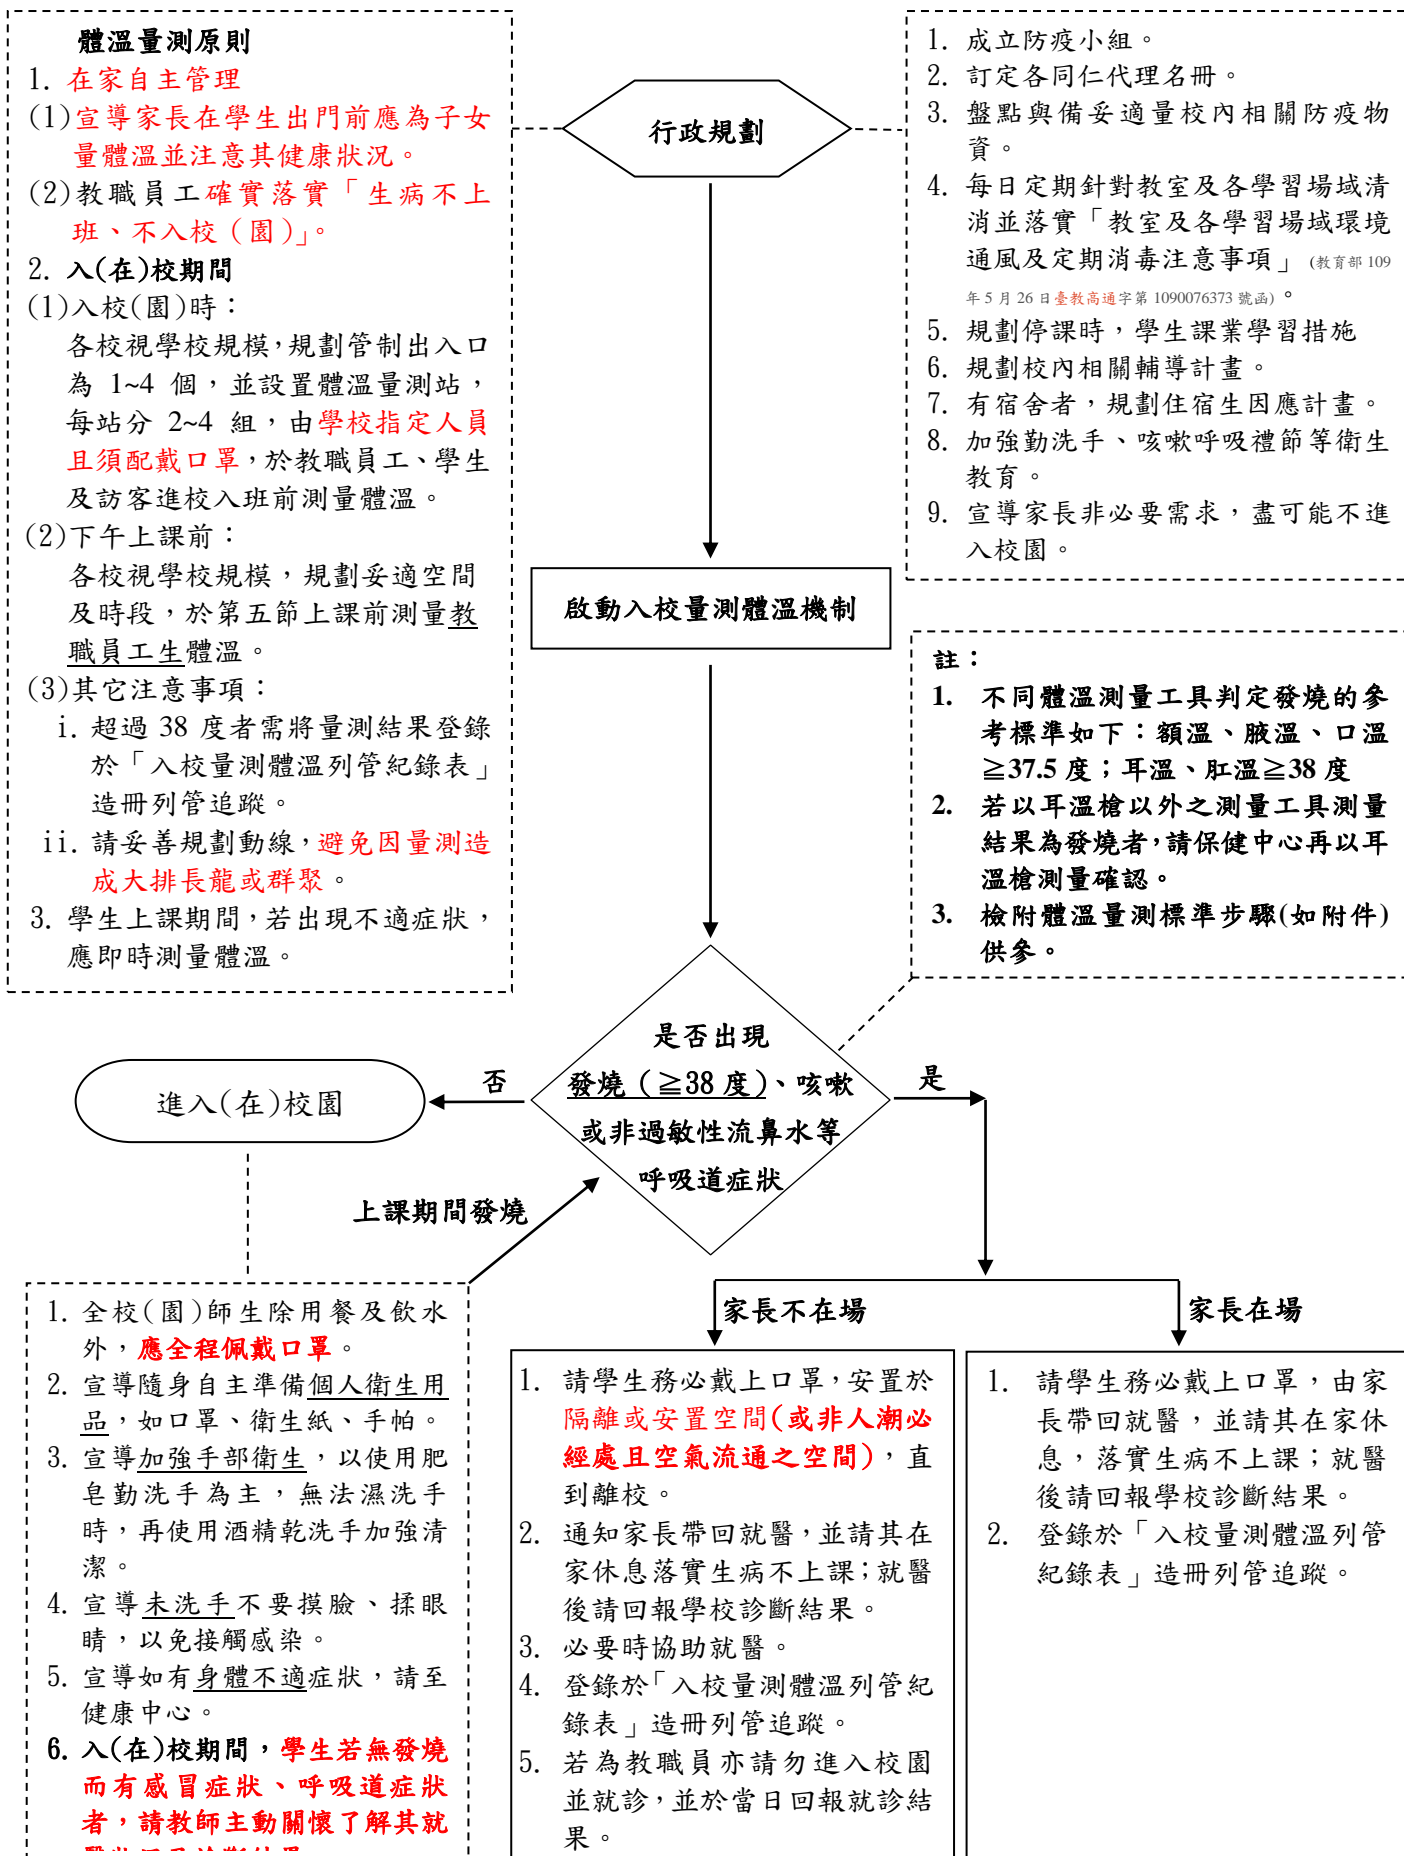 體溫量測原則
1. 在家自主管理
(1)宣導家長在學生出門前應為子女
量體溫並注意其健康狀況。
(2)教職員工確實落實「生病不上
班、不入校（園）」。
2. 入(在)校期間
(1)入校(園)時：
各校視學校規模，規劃管制出入口
為 1~4 個，並設置體溫量測站，
每站分 2~4 組，由學校指定人員
且須配戴口罩，於教職員工、學生
及訪客進校入班前測量體溫。
(2)下午上課前：
各校視學校規模，規劃妥適空間
及時段，於第五節上課前測量教
職員工生體溫。
(3)其它注意事項：
i. 超過 38 度者需將量測結果登錄
於「入校量測體溫列管紀錄表」
造冊列管追蹤。
ii. 請妥善規劃動線，避免因量測造
成大排長龍或群聚。
3. 學生上課期間，若出現不適症狀，
應即時測量體溫。
行政規劃
1. 成立防疫小組。
2. 訂定各同仁代理名冊。
3. 盤點與備妥適量校內相關防疫物
資。
4. 每日定期針對教室及各學習場域清
消並落實「教室及各學習場域環境
通風及定期消毒注意事項」(教育部 109
年 5 月 26 日臺教高通字第 1090076373 號函)。
5. 規劃停課時，學生課業學習措施
6. 規劃校內相關輔導計畫。
7. 有宿舍者，規劃住宿生因應計畫。
8. 加強勤洗手、咳嗽呼吸禮節等衛生
教育。
9. 宣導家長非必要需求，盡可能不進
入校園。
啟動入校量測體溫機制
註：
1. 不同體溫測量工具判定發燒的參
考標準如下：額溫、腋溫、口溫
≧37.5 度；耳溫、肛溫≧38 度
2. 若以耳溫槍以外之測量工具測量
結果為發燒者，請保健中心再以耳
溫槍測量確認。
3. 檢附體溫量測標準步驟(如附件)
供參。
是否出現
發燒（≧38 度）、咳嗽
或非過敏性流鼻水等
呼吸道症狀
否
是
進入(在)校園
上課期間發燒
家長不在場
家長在場
1. 全校(園)師生除用餐及飲水
外，應全程佩戴口罩。
2. 宣導隨身自主準備個人衛生用
品，如口罩、衛生紙、手帕。
3. 宣導加強手部衛生，以使用肥
皂勤洗手為主，無法濕洗手
時，再使用酒精乾洗手加強清
潔。
4. 宣導未洗手不要摸臉、揉眼
睛，以免接觸感染。
5. 宣導如有身體不適症狀，請至
健康中心。
6. 入(在)校期間，學生若無發燒
而有感冒症狀、呼吸道症狀
者，請教師主動關懷了解其就
1. 請學生務必戴上口罩，安置於
隔離或安置空間(或非人潮必
經處且空氣流通之空間)，直
到離校。
2. 通知家長帶回就醫，並請其在
家休息落實生病不上課；就醫
後請回報學校診斷結果。
3. 必要時協助就醫。
4. 登錄於「入校量測體溫列管紀
錄表」造冊列管追蹤。
5. 若為教職員亦請勿進入校園
並就診，並於當日回報就診結
果。
1. 請學生務必戴上口罩，由家
長帶回就醫，並請其在家休
息，落實生病不上課；就醫
後請回報學校診斷結果。
2. 登錄於「入校量測體溫列管
紀錄表」造冊列管追蹤。